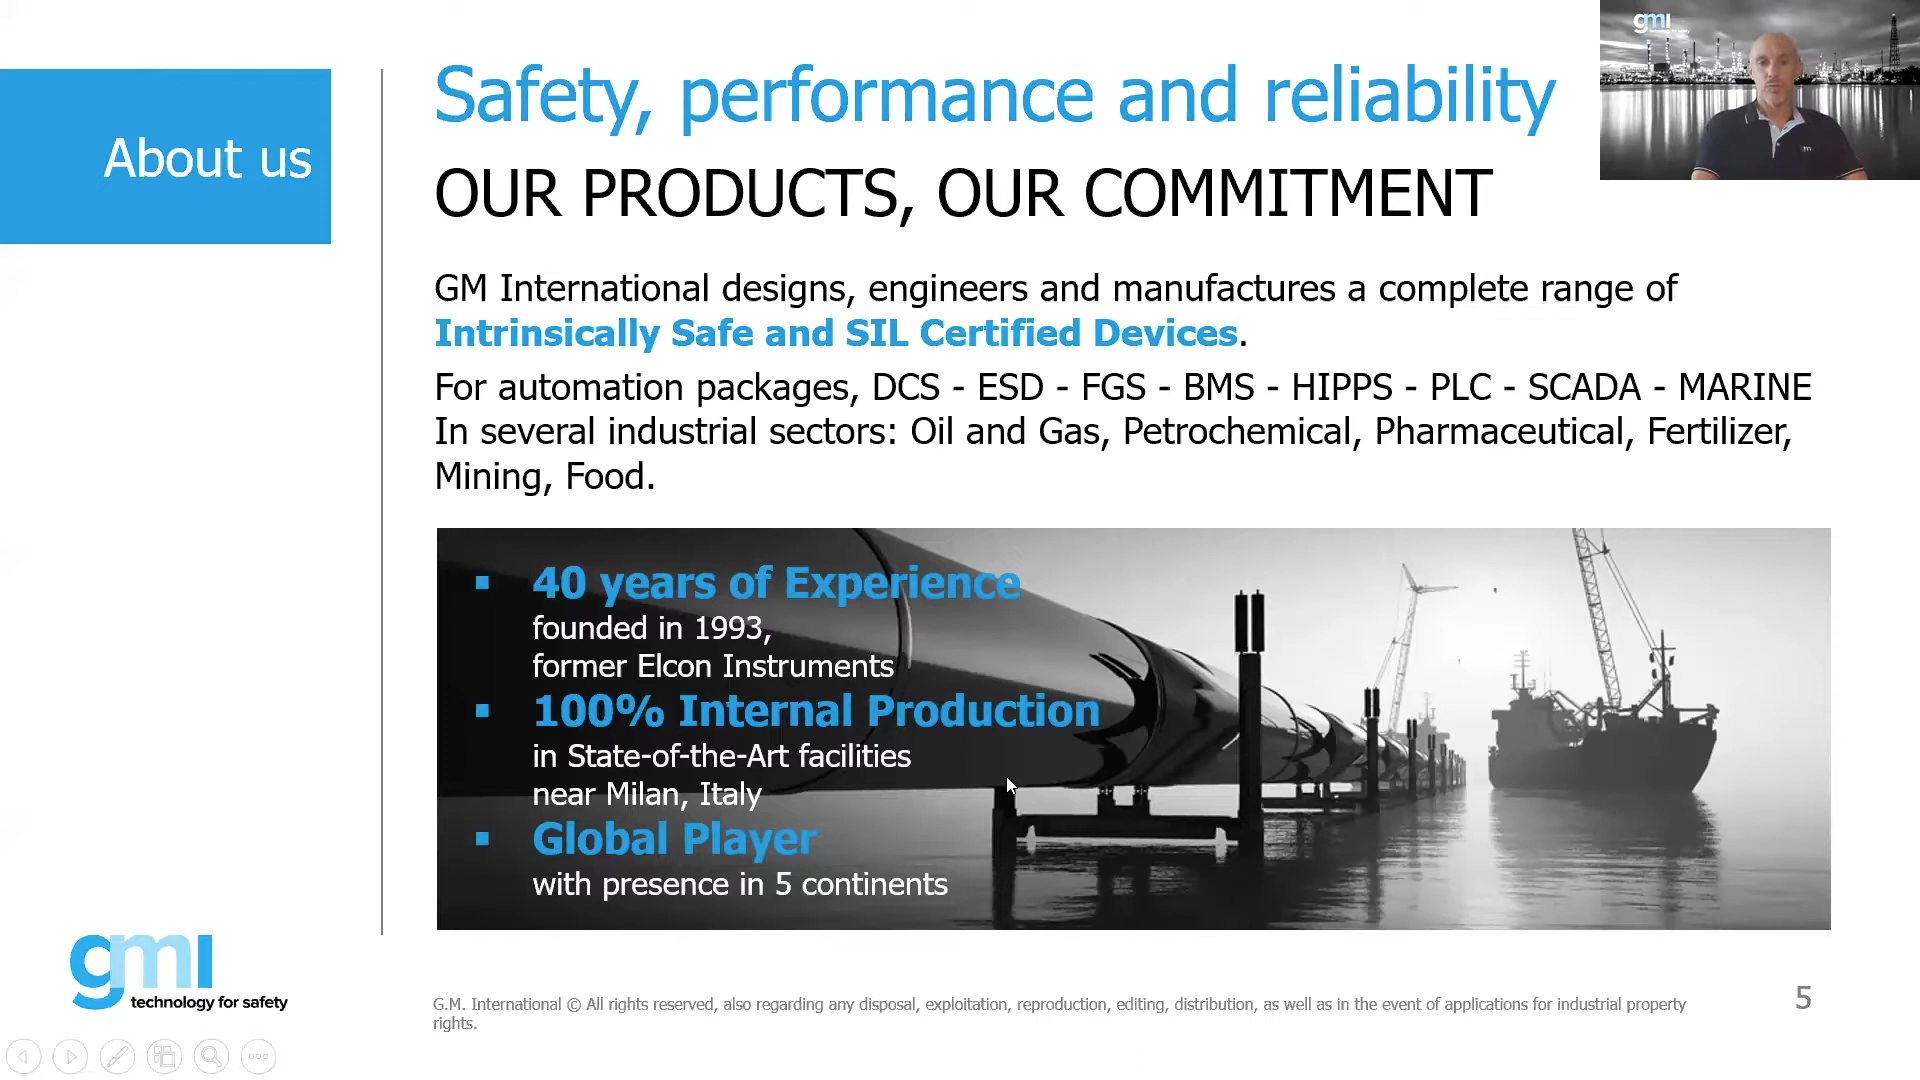 About us
Safety, performance and reliability
OUR PRODUCTS, OUR COMMITMENT
GM International designs, engineers and manufactures a complete range of
Intrinsically Safe and SIL Certified Devices.
For automation packages, DCS - ESD - FGS - BMS - HIPPS - PLC - SCADA - MARINE
In several industrial sectors: Oil and Gas, Petrochemical, Pharmaceutical, Fertilizer,
Mining, Food.
▪ 40 years of Experience
founded in 1993,
former Elcon Instruments
▪ 100% Internal Production
in State-of-the-Art facilities
near Milan, Italy
▪ Global Player
with presence in 5 continents
gmi
technology for safety
G.M. International © All rights reserved, also regarding any disposal, exploitation, reproduction, editing, distribution, as well as in the event of applications for industrial property
rights.
5
gmi